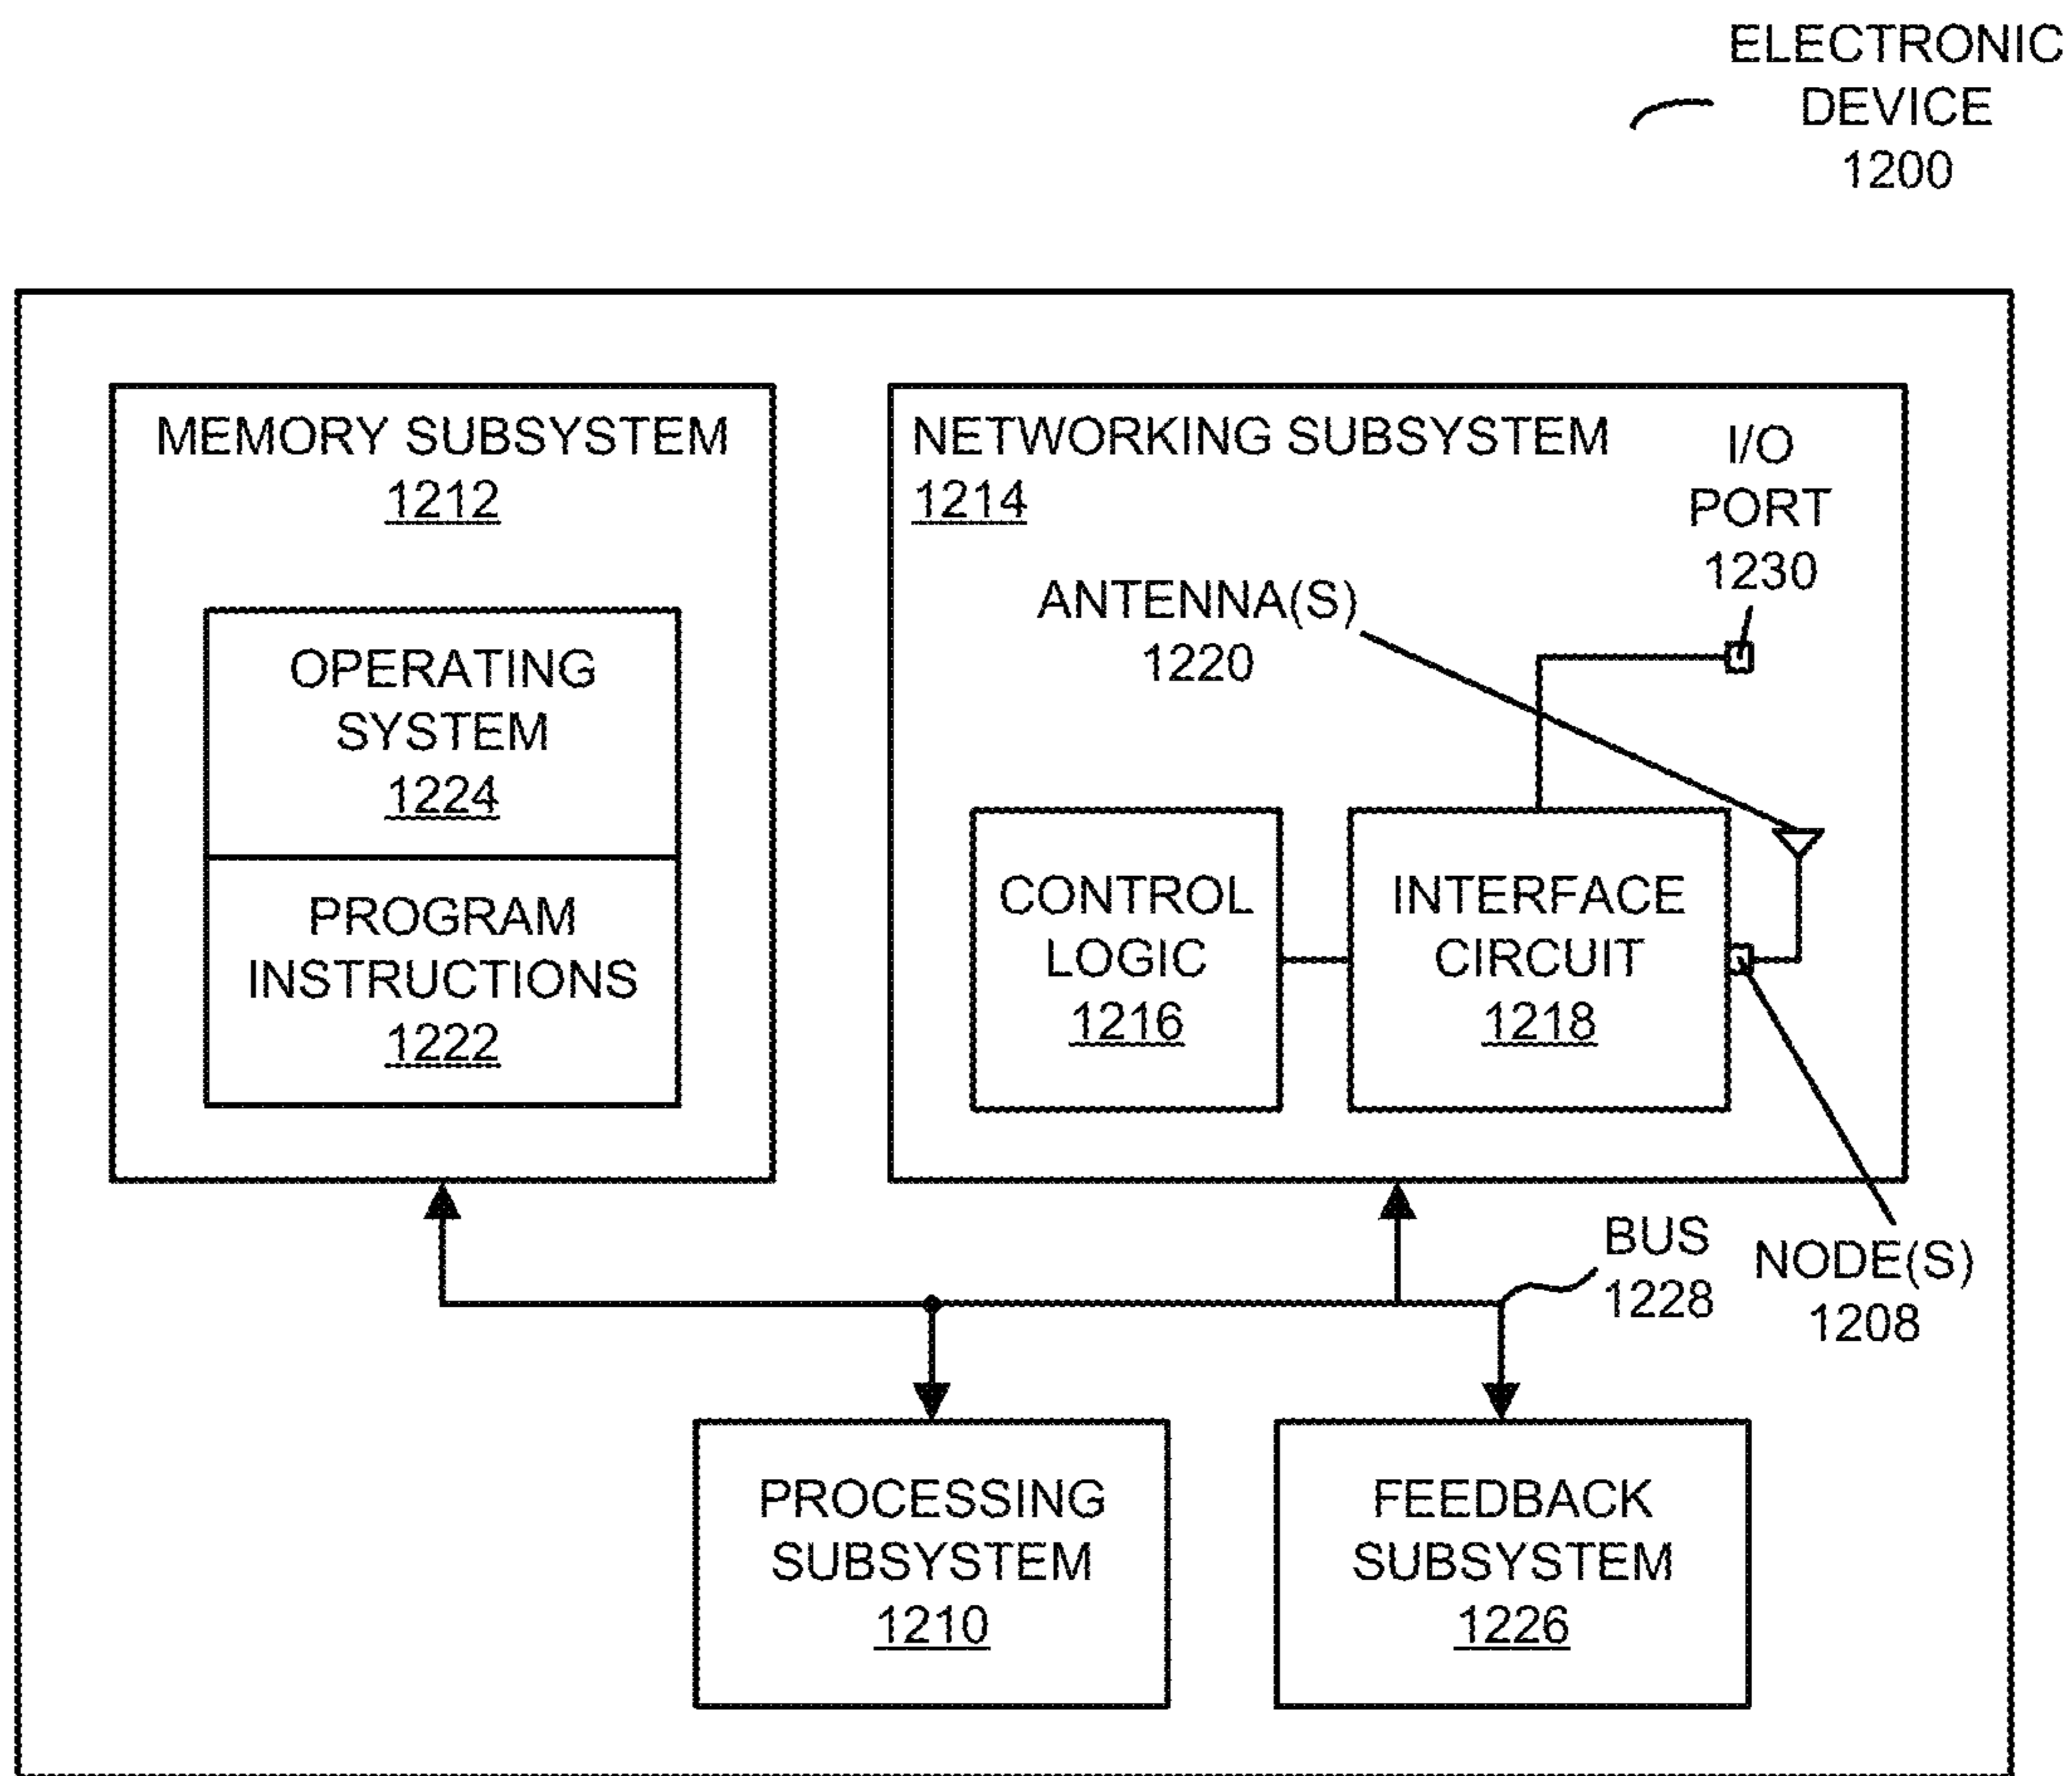 ELECTRONIC
DEVICE
1200
MEMORY SUBSYSTEM
1212
OPERATING
SYSTEM
1224
PROGRAM
INSTRUCTIONS
1222
NETWORKING SUBSYSTEM
1214
I/O
PORT
1230
ANTENNA(S)
1220
CONTROL
LOGIC
1216
INTERFACE
CIRCUIT
1218
BUS
1228
NODE(S)
1208
PROCESSING
SUBSYSTEM
1210
FEEDBACK
SUBSYSTEM
1226